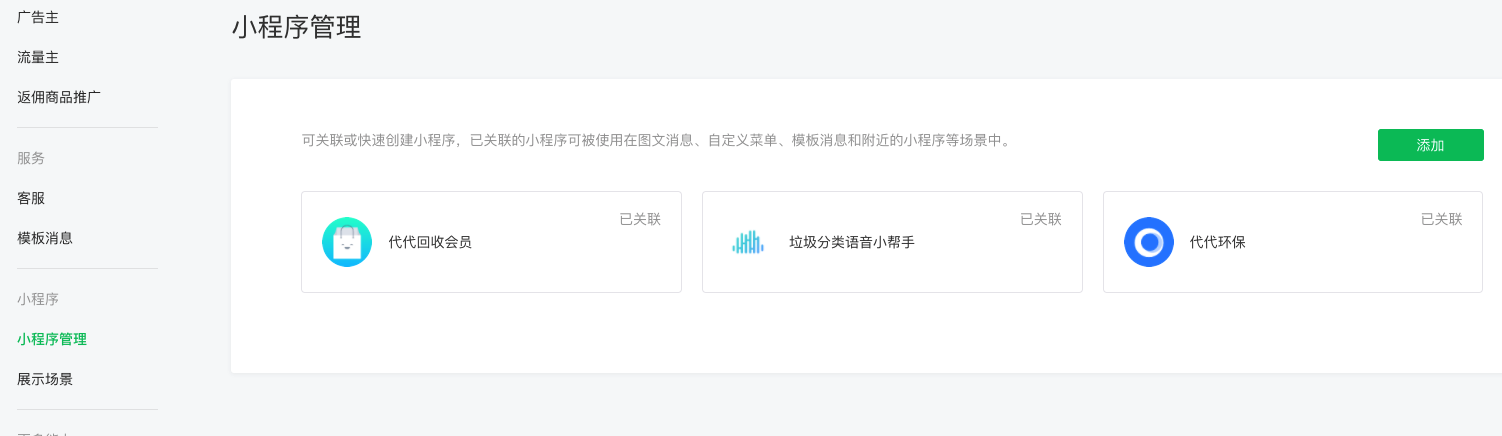 广告主
流量主
返佣商品推广
服务
客服
模板消息
小程序
小程序管理
展示场景
小程序管理
可关联或快速创建小程序，已关联的小程序可被使用在图文消息、自定义菜单、模板消息和附近的小程序等场景中。
添加
已关联
代代回收会员
已关联
垃圾分类语音小帮手
已关联
代代环保